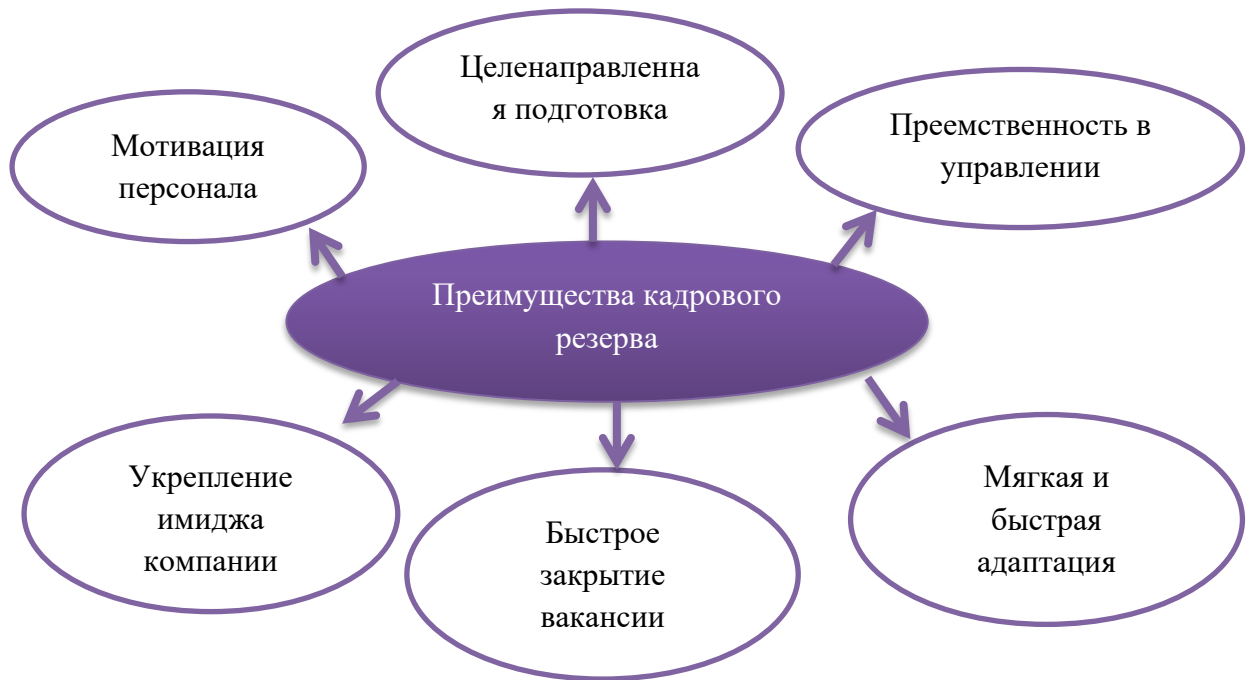 Целенаправленна
я подготовка
Мотивация
персонала
Преемственность в
управлении
Преимущества кадрового
резерва
Укрепление
имиджа
компании
Быстрое
закрытие
вакансии
Мягкая и
быстрая
адаптация